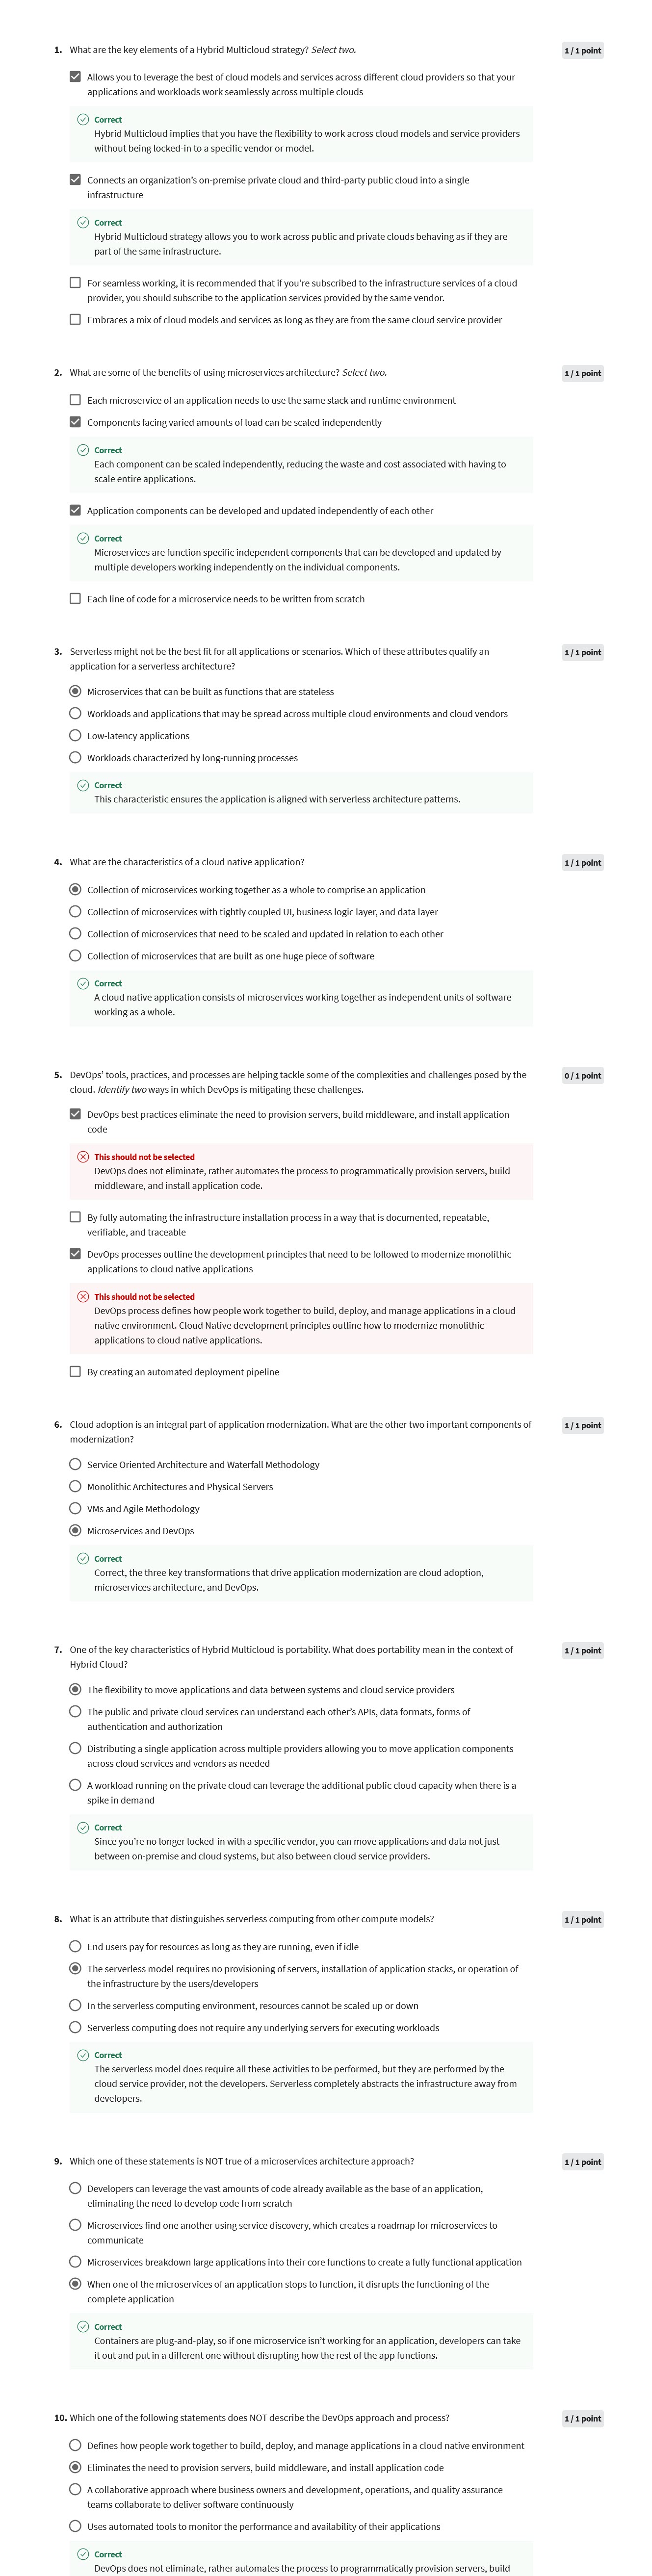 1. What are the key elements of a Hybrid Multicloud strategy? Select two.
1 / 1 point
Allows you to leverage the best of cloud models and services across different cloud providers so that your
applications and workloads work seamlessly across multiple clouds
Correct
Hybrid Multicloud implies that you have the flexibility to work across cloud models and service providers
without being locked-in to a specific vendor or model.
Connects an organization's on-premise private cloud and third-party public cloud into a single
infrastructure
Correct
Hybrid Multicloud strategy allows you to work across public and private clouds behaving as if they are
part of the same infrastructure.
For seamless working, it is recommended that if you're subscribed to the infrastructure services of a cloud
provider, you should subscribe to the application services provided by the same vendor.
Embraces a mix of cloud models and services as long as they are from the same cloud service provider
2. What are some of the benefits of using microservices architecture? Select two.
1 / 1 point
Each microservice of an application needs to use the same stack and runtime environment
Components facing varied amounts of load can be scaled independently
Correct
Each component can be scaled independently, reducing the waste and cost associated with having to
scale entire applications.
Application components can be developed and updated independently of each other
Correct
Microservices are function specific independent components that can be developed and updated by
multiple developers working independently on the individual components.
Each line of code for a microservice needs to be written from scratch
3. Serverless might not be the best fit for all applications or scenarios. Which of these attributes qualify an
application for a serverless architecture?
1 / 1 point
Microservices that can be built as functions that are stateless
Workloads and applications that may be spread across multiple cloud environments and cloud vendors
Low-latency applications
Workloads characterized by long-running processes
Correct
This characteristic ensures the application is aligned with serverless architecture patterns.
4. What are the characteristics of a cloud native application?
1 / 1 point
Collection of microservices working together as a whole to comprise an application
Collection of microservices with tightly coupled UI, business logic layer, and data layer
Collection of microservices that need to be scaled and updated in relation to each other
Collection of microservices that are built as one huge piece of software
Correct
A cloud native application consists of microservices working together as independent units of software
working as a whole.
5. DevOps' tools, practices, and processes are helping tackle some of the complexities and challenges posed by the
cloud. Identify two ways in which DevOps is mitigating these challenges.
0 / 1 point
DevOps best practices eliminate the need to provision servers, build middleware, and install application
code
This should not be selected
DevOps does not eliminate, rather automates the process to programmatically provision servers, build
middleware, and install application code.
By fully automating the infrastructure installation process in a way that is documented, repeatable,
verifiable, and traceable
DevOps processes outline the development principles that need to be followed to modernize monolithic
applications to cloud native applications
This should not be selected
DevOps process defines how people work together to build, deploy, and manage applications in a cloud
native environment. Cloud Native development principles outline how to modernize monolithic
applications to cloud native applications.
By creating an automated deployment pipeline
6. Cloud adoption is an integral part of application modernization. What are the other two important components of
modernization?
1 / 1 point
Service Oriented Architecture and Waterfall Methodology
Monolithic Architectures and Physical Servers
VMs and Agile Methodology
Microservices and DevOps
Correct
Correct, the three key transformations that drive application modernization are cloud adoption,
microservices architecture, and DevOps.
7. One of the key characteristics of Hybrid Multicloud is portability. What does portability mean in the context of
Hybrid Cloud?
1 / 1 point
The flexibility to move applications and data between systems and cloud service providers
The public and private cloud services can understand each other's APIs, data formats, forms of
authentication and authorization
Distributing a single application across multiple providers allowing you to move application components
across cloud services and vendors as needed
A workload running on the private cloud can leverage the additional public cloud capacity when there is a
spike in demand
Correct
Since you're no longer locked-in with a specific vendor, you can move applications and data not just
between on-premise and cloud systems, but also between cloud service providers.
8. What is an attribute that distinguishes serverless computing from other compute models?
1 / 1 point
End users pay for resources as long as they are running, even if idle
The serverless model requires no provisioning of servers, installation of application stacks, or operation of
the infrastructure by the users/developers
In the serverless computing environment, resources cannot be scaled up or down
Serverless computing does not require any underlying servers for executing workloads
Correct
The serverless model does require all these activities to be performed, but they are performed by the
cloud service provider, not the developers. Serverless completely abstracts the infrastructure away from
developers.
9. Which one of these statements is NOT true of a microservices architecture approach?
1 / 1 point
Developers can leverage the vast amounts of code already available as the base of an application,
eliminating the need to develop code from scratch
Microservices find one another using service discovery, which creates a roadmap for microservices to
communicate
Microservices breakdown large applications into their core functions to create a fully functional application
When one of the microservices of an application stops to function, it disrupts the functioning of the
complete application
Correct
Containers are plug-and-play, so if one microservice isn't working for an application, developers can take
it out and put in a different one without disrupting how the rest of the app functions.
10. Which one of the following statements does NOT describe the DevOps approach and process?
1 / 1 point
Defines how people work together to build, deploy, and manage applications in a cloud native environment
Eliminates the need to provision servers, build middleware, and install application code
A collaborative approach where business owners and development, operations, and quality assurance
teams collaborate to deliver software continuously
Uses automated tools to monitor the performance and availability of their applications
Correct
DevOps does not eliminate, rather automates the process to programmatically provision servers, build